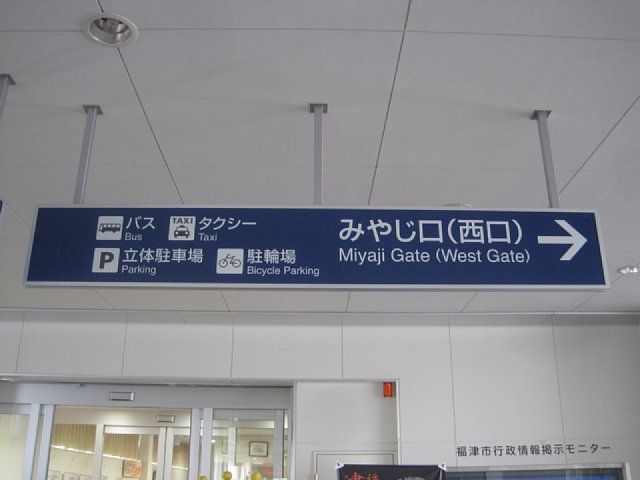 バス
Bus
TAXI
タクシー
Taxi
P
立体駐車場
Parking
駐輪場
Bicycle Parking
みやじ口(西口)
Miyaji Gate (West Gate)
福津市行政情報掲示モニター